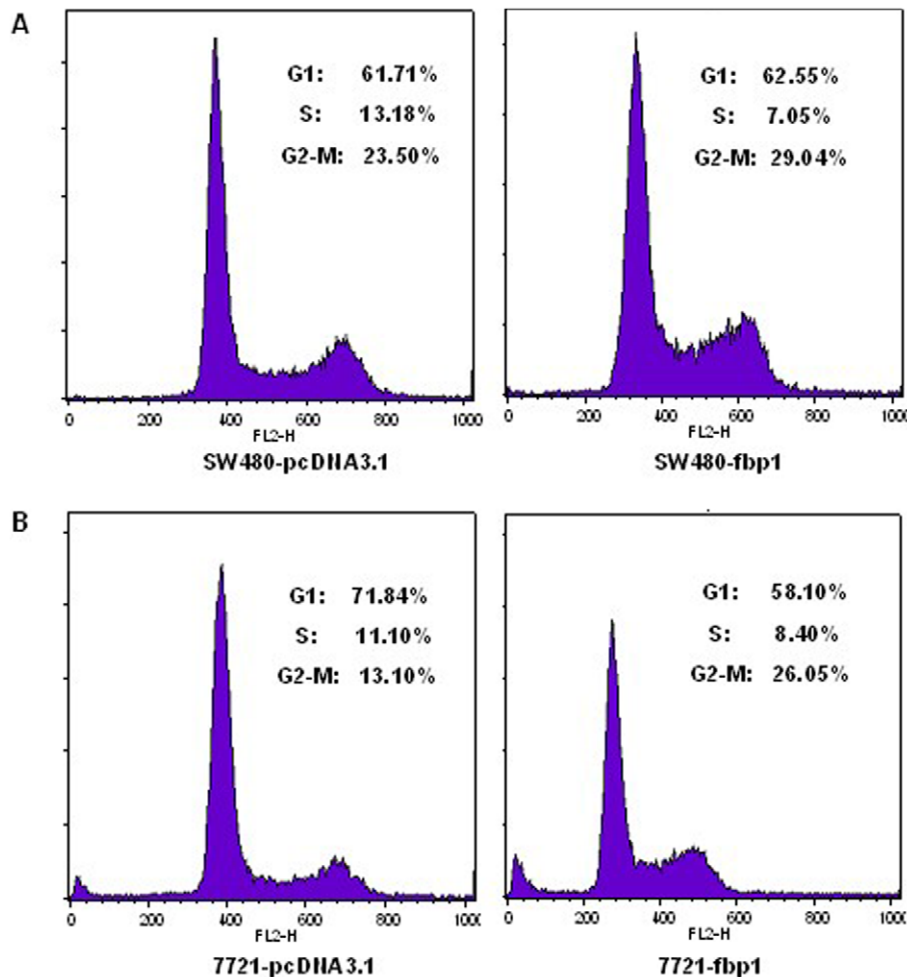 A
G1: 61.71%
S: 13.18%
G2-M: 23.50%
0 200 400 600 800 1000
FL2-H
SW480-pcDNA3.1
G1: 62.55%
S: 7.05%
G2-M: 29.04%
0 200 400 600 800 1000
FL2-H
SW480-fbp1
B
G1: 71.84%
S: 11.10%
G2-M: 13.10%
0 200 400 600 800 1000
FL2-H
7721-pcDNA3.1
G1: 58.10%
S: 8.40%
G2-M: 26.05%
0 200 400 600 800 1000
FL2-H
7721-fbp1